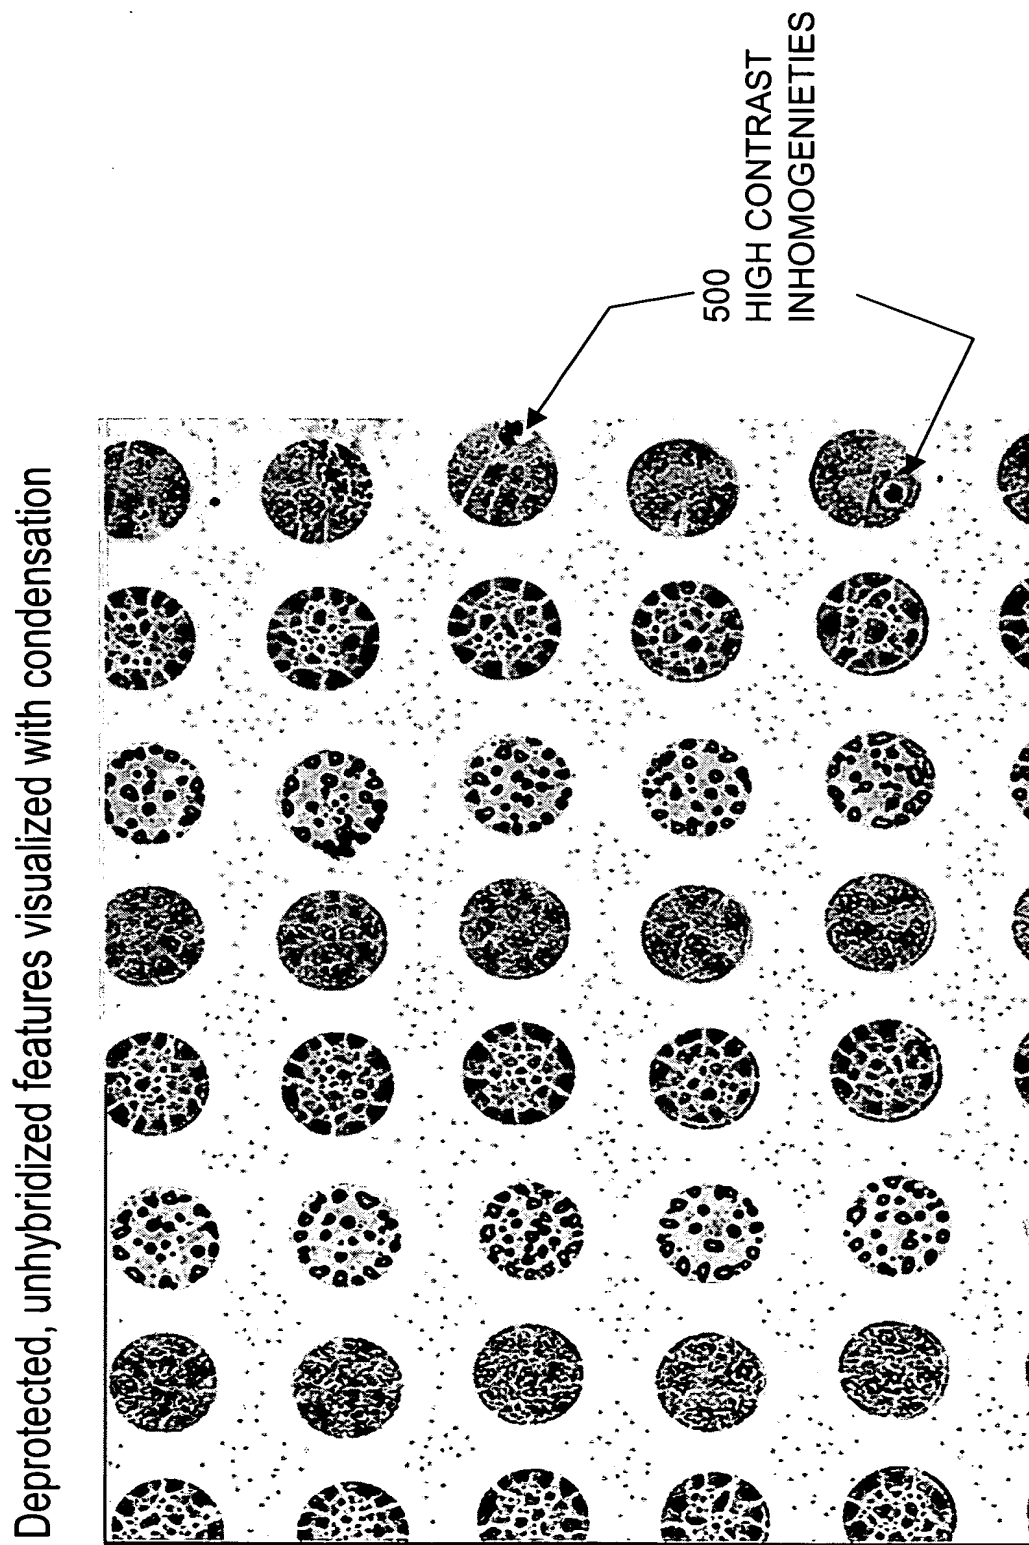 Deprotected, unhybridized features visualized with condensation
500
HIGH CONTRAST
INHOMOGENIETIES